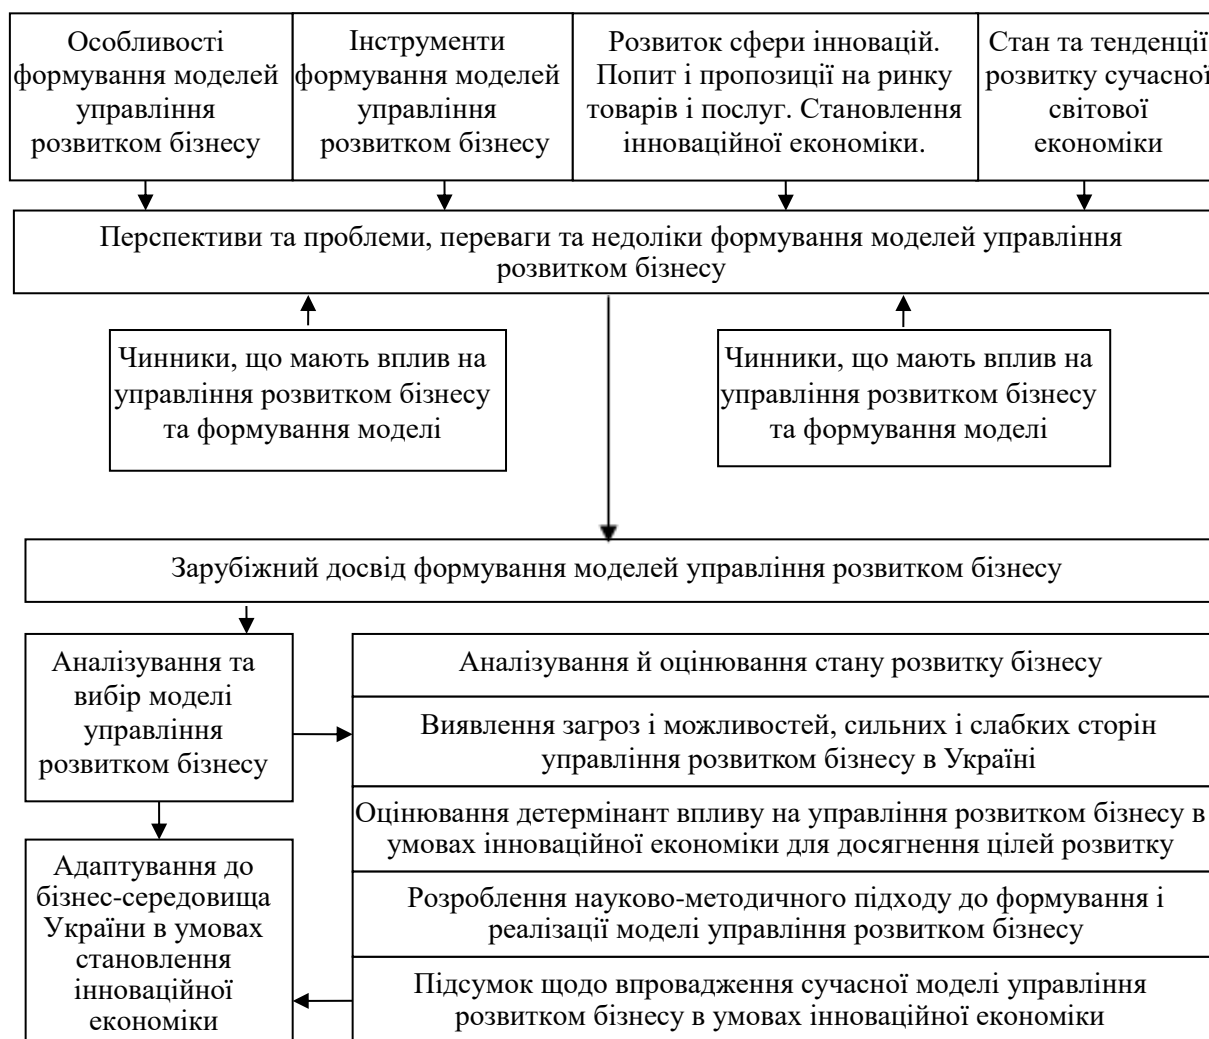 Особливості
формування моделей
управління
розвитком бізнесу
Інструменти
формування моделей
управління
розвитком бізнесу
Розвиток сфери інновацій.
Попит і пропозиції на ринку
товарів і послуг. Становлення
інноваційної економіки.
Стан та тенденції
розвитку сучасної
світової
економіки
Перспективи та проблеми, переваги та недоліки формування моделей управління
розвитком бізнесу
Чинники, що мають вплив на
управління розвитком бізнесу
та формування моделі
Чинники, що мають вплив на
управління розвитком бізнесу
та формування моделі
Зарубіжний досвід формування моделей управління розвитком бізнесу
Аналізування та
вибір моделі
управління
розвитком бізнесу
Аналізування й оцінювання стану розвитку бізнесу
Виявлення загроз і можливостей, сильних і слабких сторін
управління розвитком бізнесу в Україні
Оцінювання детермінант впливу на управління розвитком бізнесу в
умовах інноваційної економіки для досягнення цілей розвитку
Розроблення науково-методичного підходу до формування і
реалізації моделі управління розвитком бізнесу
Підсумок щодо впровадження сучасної моделі управління
розвитком бізнесу в умовах інноваційної економіки
Адаптування до
бізнес-середовища
України в умовах
становлення
інноваційної
економіки